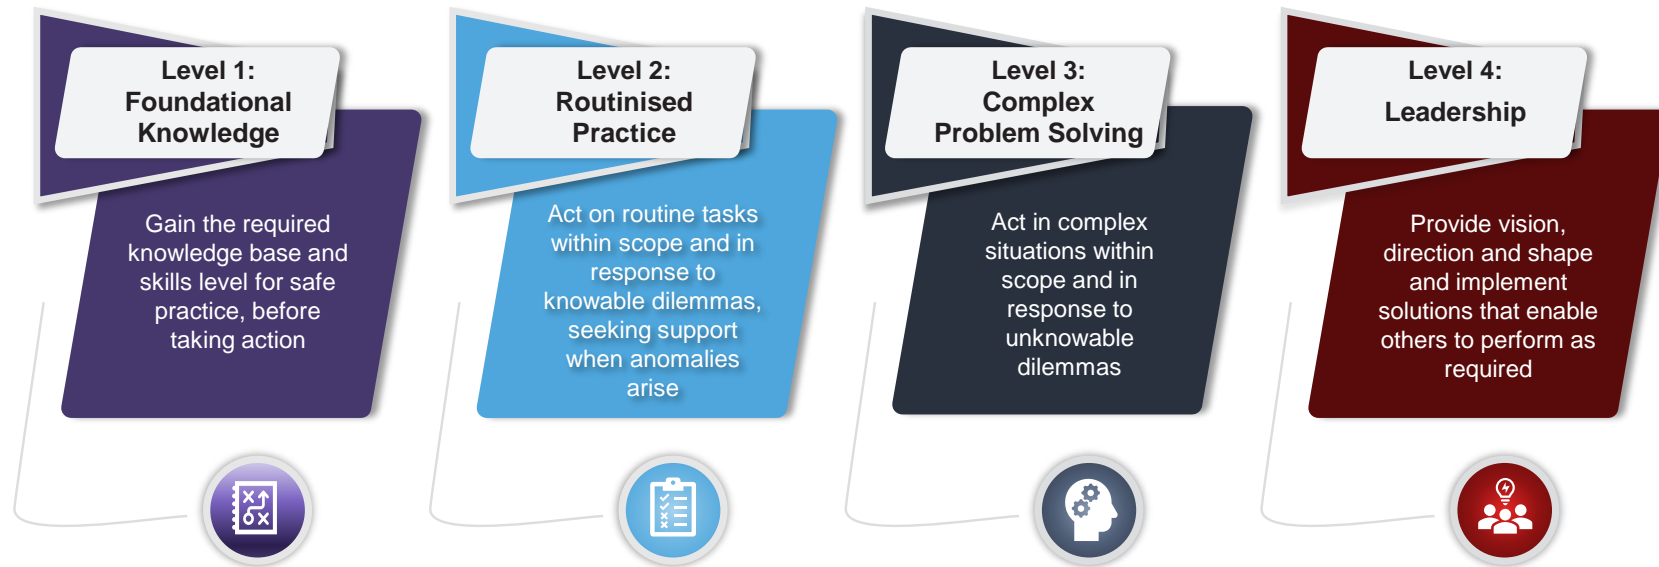 Level 1:
Foundational
Knowledge
Gain the required
knowledge base and
skills level for safe
practice, before
taking action
Level 2:
Routinised
Practice
Act on routine tasks
within scope and in
response to
knowable dilemmas,
seeking support
when anomalies
arise
Level 3:
Complex
Problem Solving
Act in complex
situations within
scope and in
response to
unknowable
dilemmas
Level 4:
Leadership
Provide vision,
direction and shape
and implement
solutions that enable
others to perform as
required